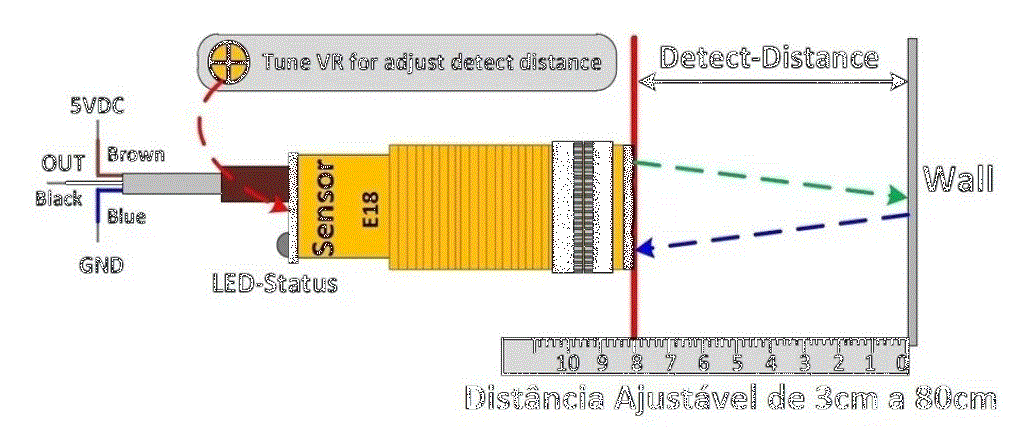 Tune VR for adjust detect distance
Detect-Distance
5VDC
Brown
OUT
Black
Blue
GND
Sensor
E18
LED-Status
Wall
10 9 8 7 6 5 4 3 2 1 0
Distância Ajustável de 3cm a 80cm